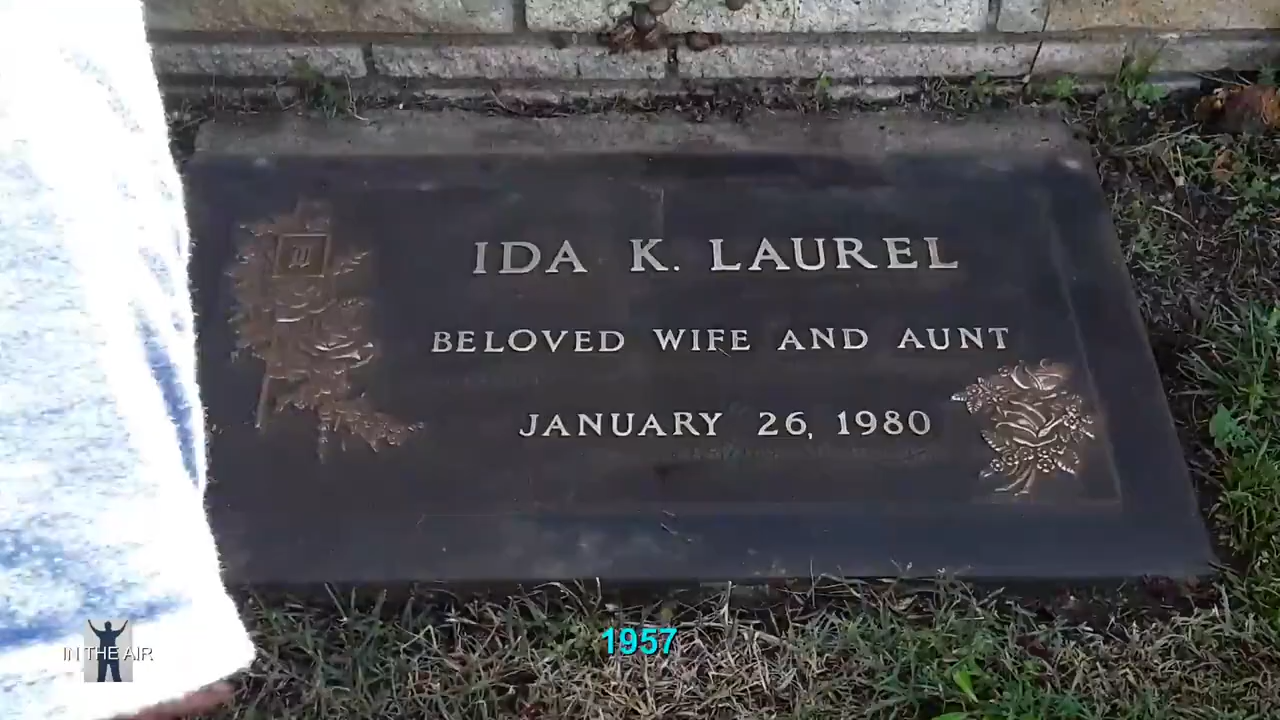 IDA K. LAUREL
BELOVED WIFE AND AUNT
JANUARY 26, 1980
1957
IN THE AIR